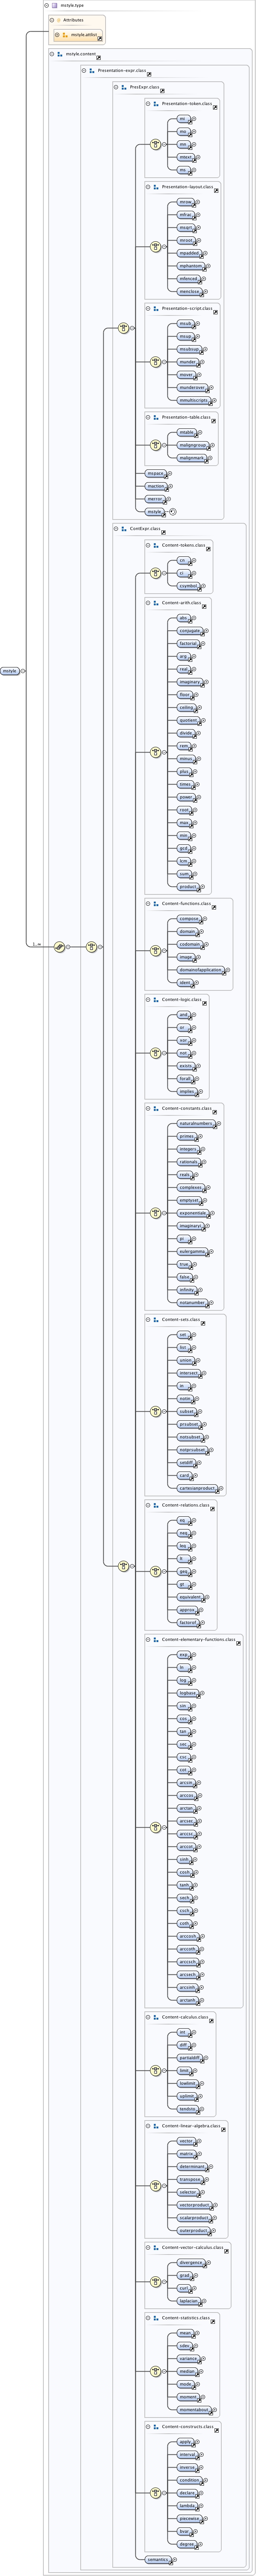 mstyle.type
Attributes
mstyle.attlist
mstyle.content
Presentation-expr.class
PresExpr.class
Presentation-token.class
mi
mo
mn
mtext
ms
Presentation-layout.class
mrow
mfrac
msqrt
mroot
mpadded
mphantom
mfenced
menclose
Presentation-script.class
msub
msup
msubsup
munder
mover
munderover
mmultiscripts
Presentation-table.class
mtable
maligngroup
malignmark
mspace
maction
merror
mstyle
ContExpr.class
Content-tokens.class
cn
ci
csymbol
Content-arith.class
abs
conjugate
factorial
arg
real
imaginary
floor
ceiling
quotient
divide
rem
minus
plus
times
power
root
max
min
gcd
lcm
sum
product
mstyle
Content-functions.class
compose
domain
codomain
image
domainofapplication
ident
1..∞
Content-logic.class
and
or
xor
not
exists
forall
implies
Content-constants.class
naturalnumbers
primes
integers
rationals
reals
complexes
emptyset
exponentiale
imaginaryi
pi
eulergamma
true
false
infinity
notanumber
Content-sets.class
set
list
union
intersect
in
notin
subset
prsubset
notsubset
notprsubset
setdiff
card
cartesianproduct
Content-relations.class
eq
neq
leq
lt
geq
gt
equivalent
approx
factorof
Content-elementary-functions.class
exp
ln
log
logbase
sin
cos
tan
sec
csc
cot
arcsin
arccos
arctan
arcsec
arccsc
arccot
sinh
cosh
tanh
sech
csch
coth
arccosh
arccoth
arccsch
arcsech
arcsinh
arctanh
Content-calculus.class
int
diff
partialdiff
limit
lowlimit
uplimit
tendsto
Content-linear-algebra.class
vector
matrix
determinant
transpose
selector
vectorproduct
scalarproduct
outerproduct
Content-vector-calculus.class
divergence
grad
curl
laplacian
Content-statistics.class
mean
sdev
variance
median
mode
moment
momentabout
Content-constructs.class
apply
interval
inverse
condition
declare
lambda
piecewise
bvar
degree
semantics